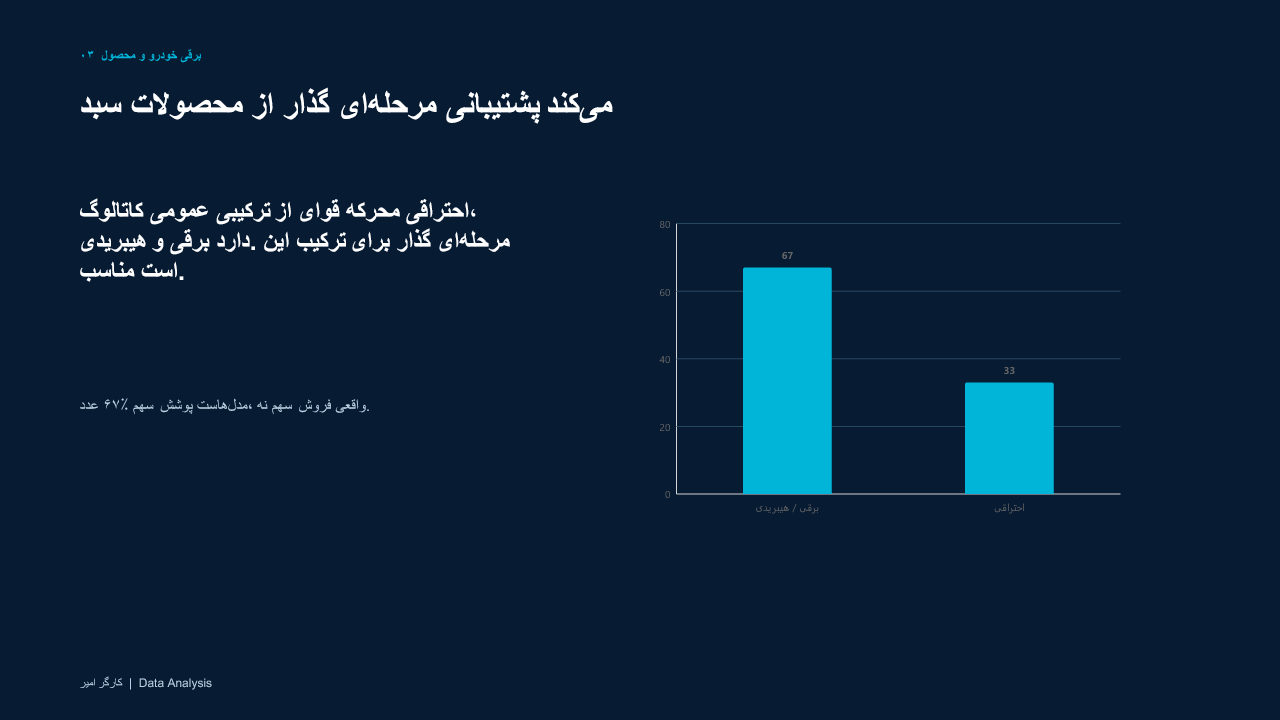 ۰۳ محصول و خودرو برقی
سبد محصولات از گذار مرحله‌ای پشتیبانی می‌کند
کاتالوگ عمومی ترکیبی از قوای محرکه احتراقی،
هیبریدی و برقی دارد. این ترکیب برای گذار مرحله‌ای
مناسب است.
عدد ۶۷٪ سهم پوشش مدل‌هاست، نه سهم فروش واقعی.
80
60
40
20
0
67
33
برقی / هیبریدی
احتراقی
امیر کارگر | Data Analysis